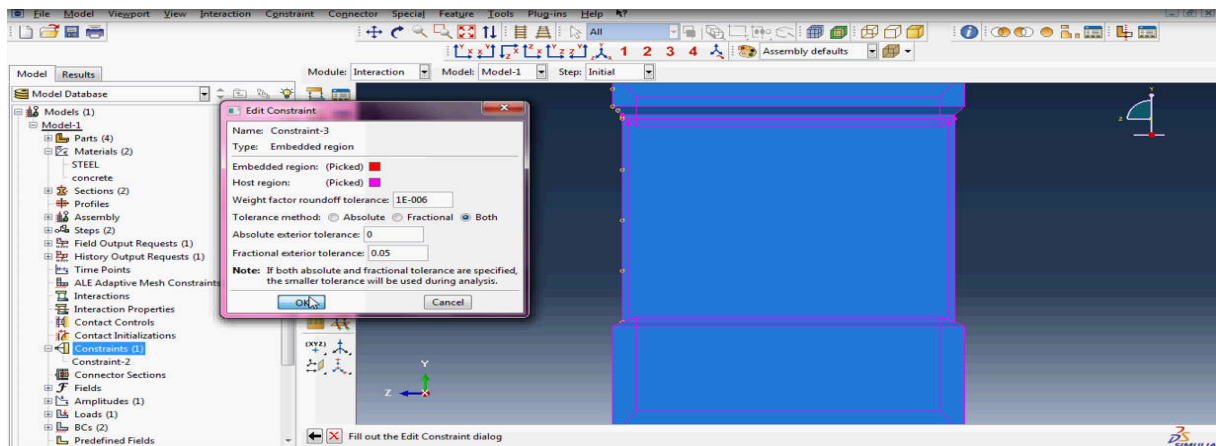 File Model Viewport View Interaction Constraint Connector Special Feature Tools Plug-ins Help
All
1 2 3 4 Assembly defaults
Model Results
Module: Interaction Model: Model-1 Step: Initial
Model Database
Models (1)
Model-1
Parts (4)
Materials (2)
STEEL
concrete
Sections (2)
Profiles
Assembly
Steps (2)
Field Output Requests (1)
History Output Requests (1)
Time Points
ALE Adaptive Mesh Constraints
Interactions
Interaction Properties
Contact Controls
Contact Initializations
Constraints (1)
Constraint-2
Connector Sections
Fields
Amplitudes (1)
Loads (1)
BCs (2)
Predefined Fields
Edit Constraint
Name: Constraint-3
Type: Embedded region
Embedded region: (Picked)
Host region: (Picked)
Weight factor roundoff tolerance: 1E-006
Tolerance method: Absolute Fractional Both
Absolute exterior tolerance: 0
Fractional exterior tolerance: 0.05
Note: If both absolute and fractional tolerance are specified,
the smaller tolerance will be used during analysis.
OK Cancel
(XYZ)
Y
Z
Y
Z
Fill out the Edit Constraint dialog
SIMULIA